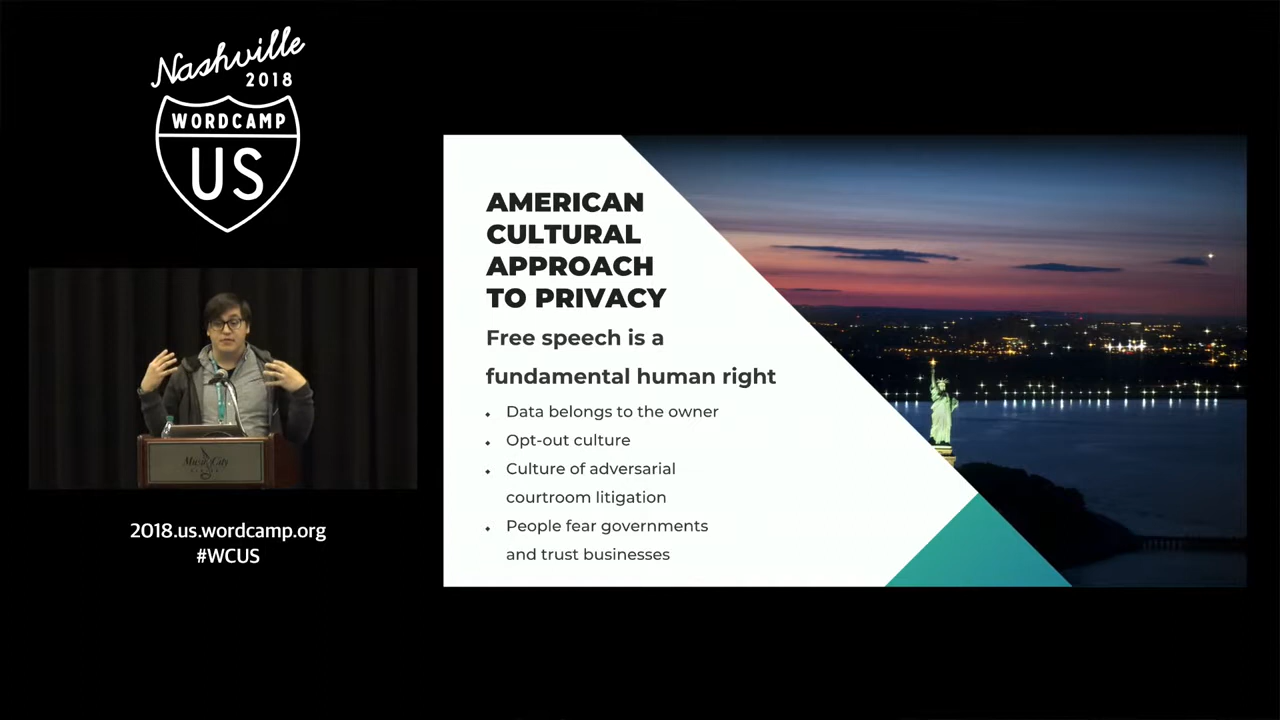 Nashville
2018
WORDCAMP
US
AMERICAN
CULTURAL
APPROACH
TO PRIVACY
Free speech is a
fundamental human right
Data belongs to the owner
Opt-out culture
Culture of adversarial
courtroom litigation
People fear governments
and trust businesses
Music City
2018.us.wordcamp.org
#WCUS